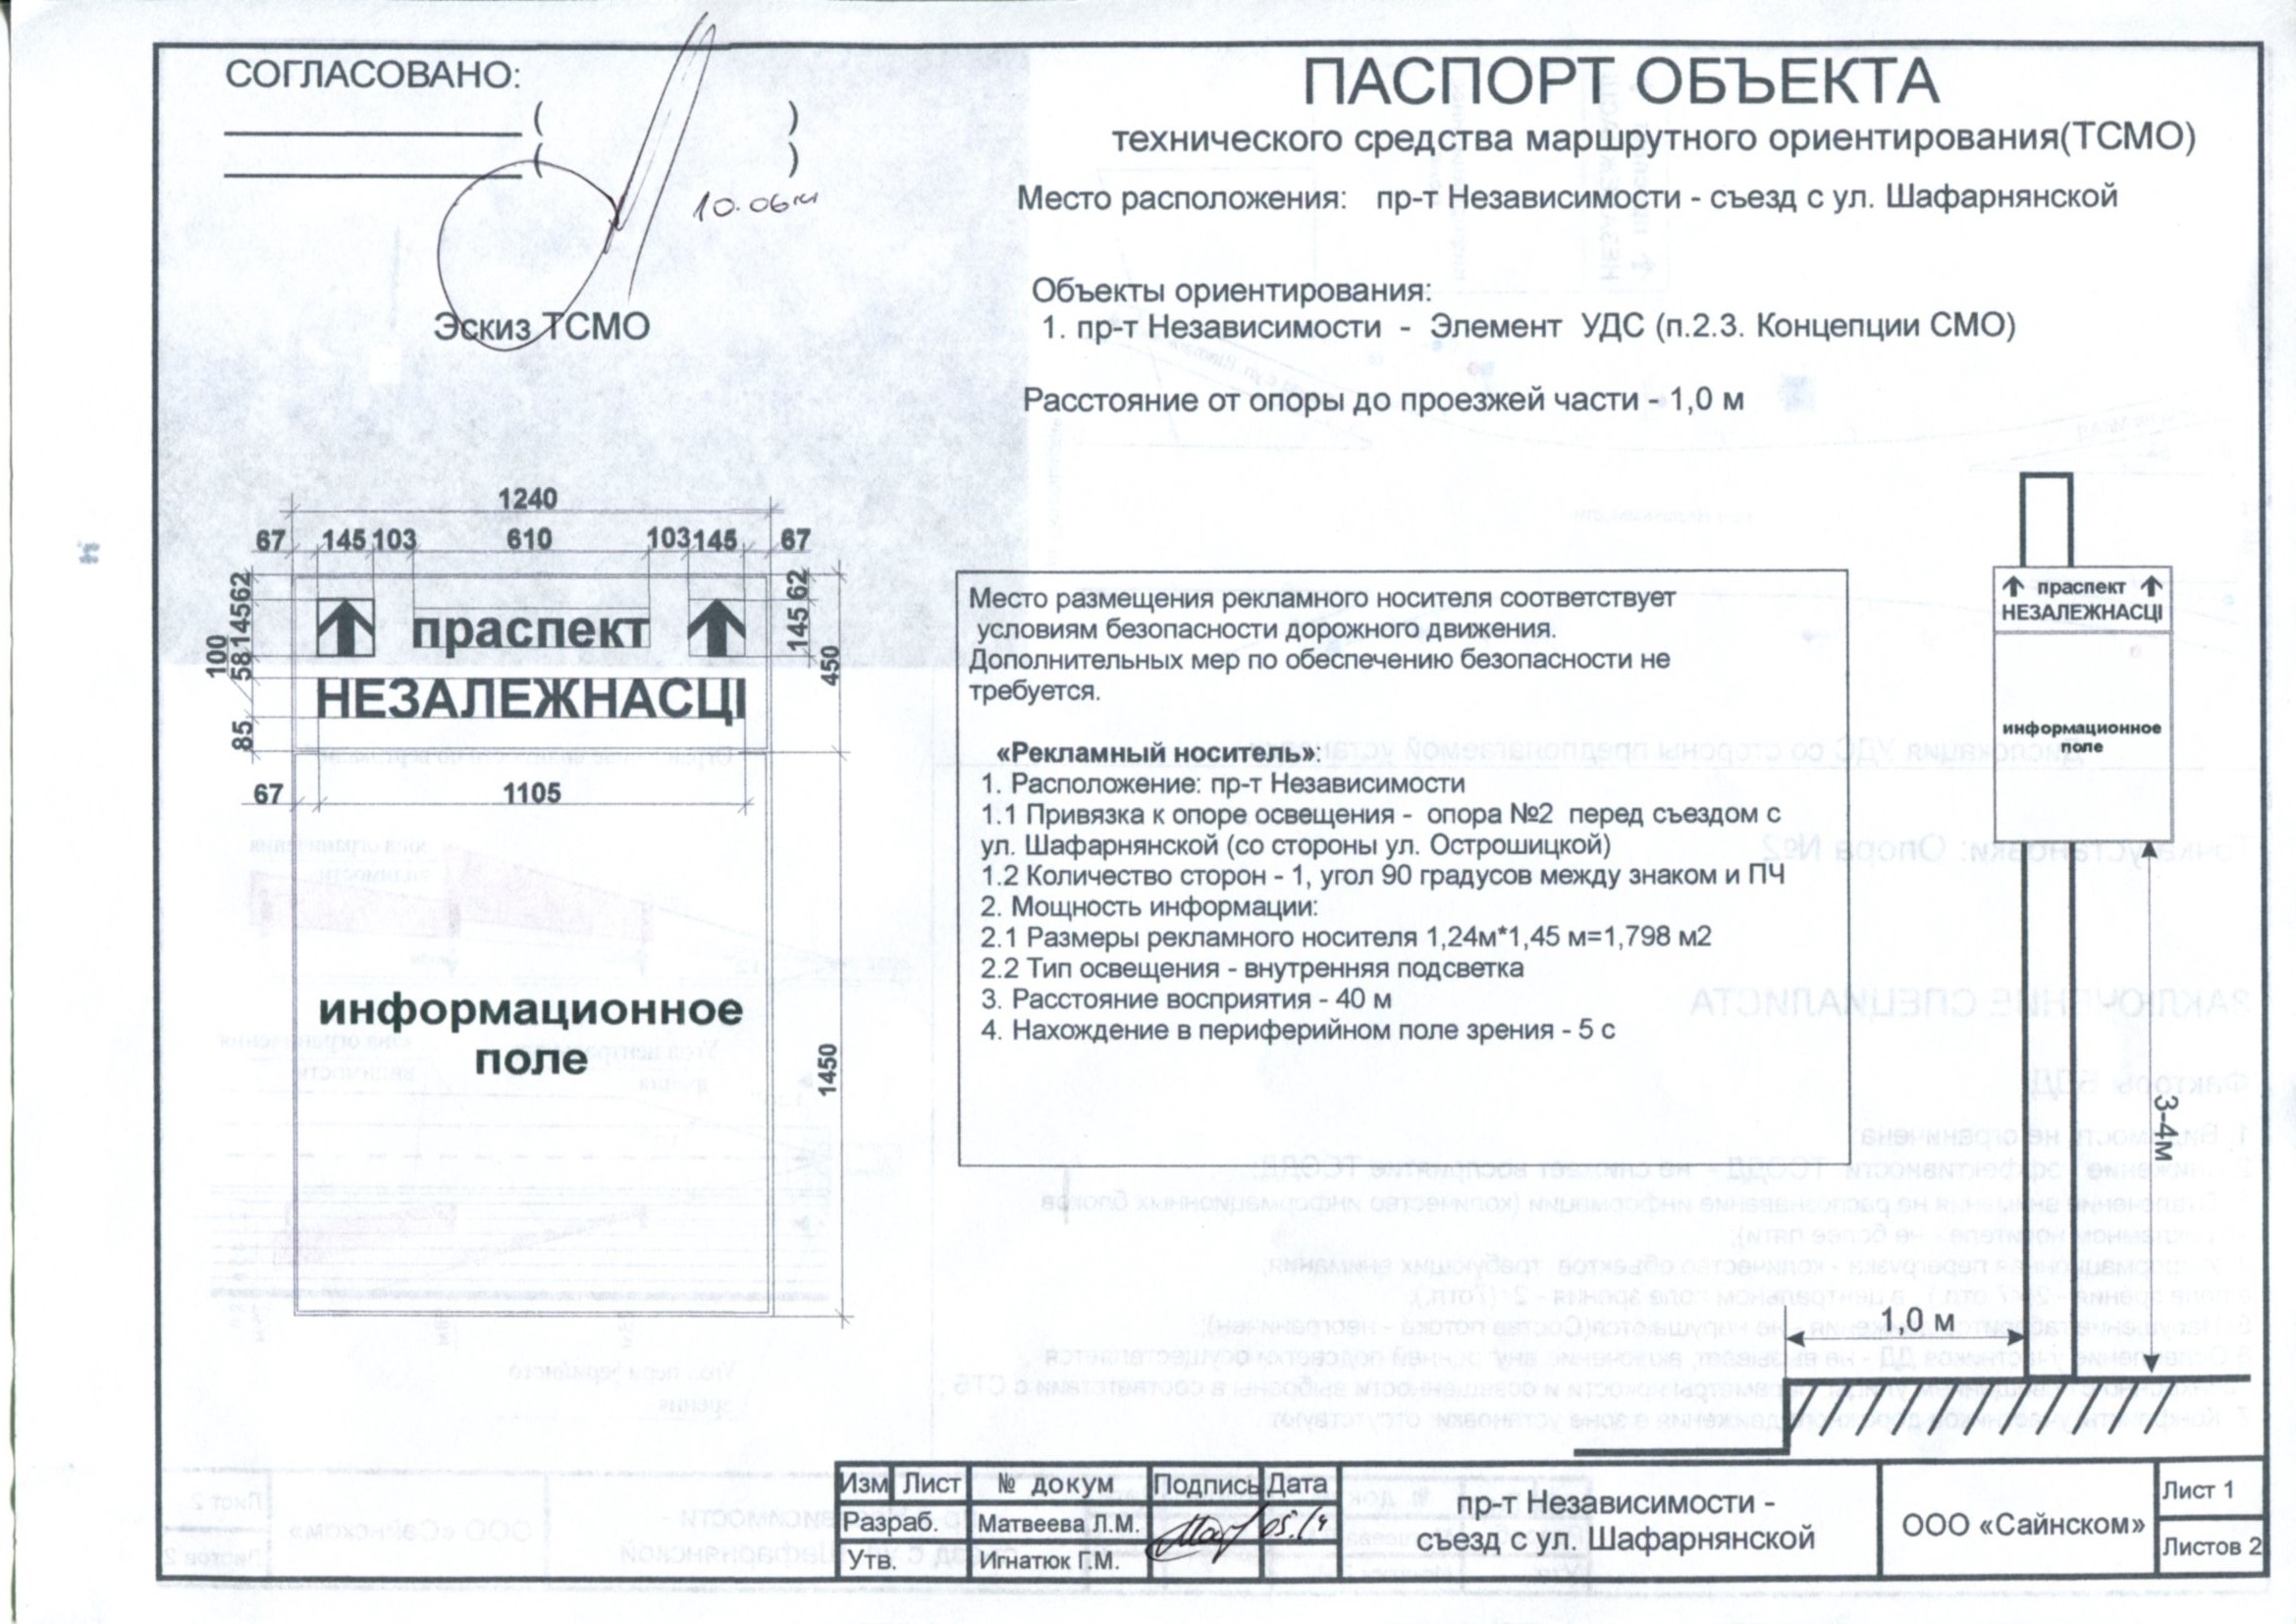 СОГЛАСОВАНО:
( )
( )
10.06
Эскиз ТСМО
ПАСПОРТ ОБЪЕКТА
технического средства маршрутного ориентирования(ТСМО)
Место расположения: пр-т Независимости - съезд с ул. Шафарнянской
Объекты ориентирования:
1. пр-т Независимости - Элемент УДС (п.2.3. Концепции СМО)
Расстояние от опоры до проезжей части - 1,0 м
1240
67 145 103 610 103 145 67
62 145 58 100 85
62 145 450
праспект
НЕЗАЛЕЖНАСЦІ
67 1105
информационное
поле
1450
Место размещения рекламного носителя соответствует
условиям безопасности дорожного движения.
Дополнительных мер по обеспечению безопасности не
требуется.
«Рекламный носитель»:
1. Расположение: пр-т Независимости
1.1 Привязка к опоре освещения - опора №2 перед съездом с
ул. Шафарнянской (со стороны ул. Острошицкой)
1.2 Количество сторон - 1, угол 90 градусов между знаком и ПЧ
2. Мощность информации:
2.1 Размеры рекламного носителя 1,24м*1,45 м=1,798 м2
2.2 Тип освещения - внутренняя подсветка
3. Расстояние восприятия - 40 м
4. Нахождение в периферийном поле зрения - 5 с
праспект
НЕЗАЛЕЖНАСЦІ
информационное
поле
3-4м
1,0 м
Изм Лист № докум Подпись Дата
Разраб. Матвеева Л.М. 05.14
Утв. Игнатюк Г.М.
пр-т Независимости -
съезд с ул. Шафарнянской
ООО «Сайнском»
Лист 1
Листов 2